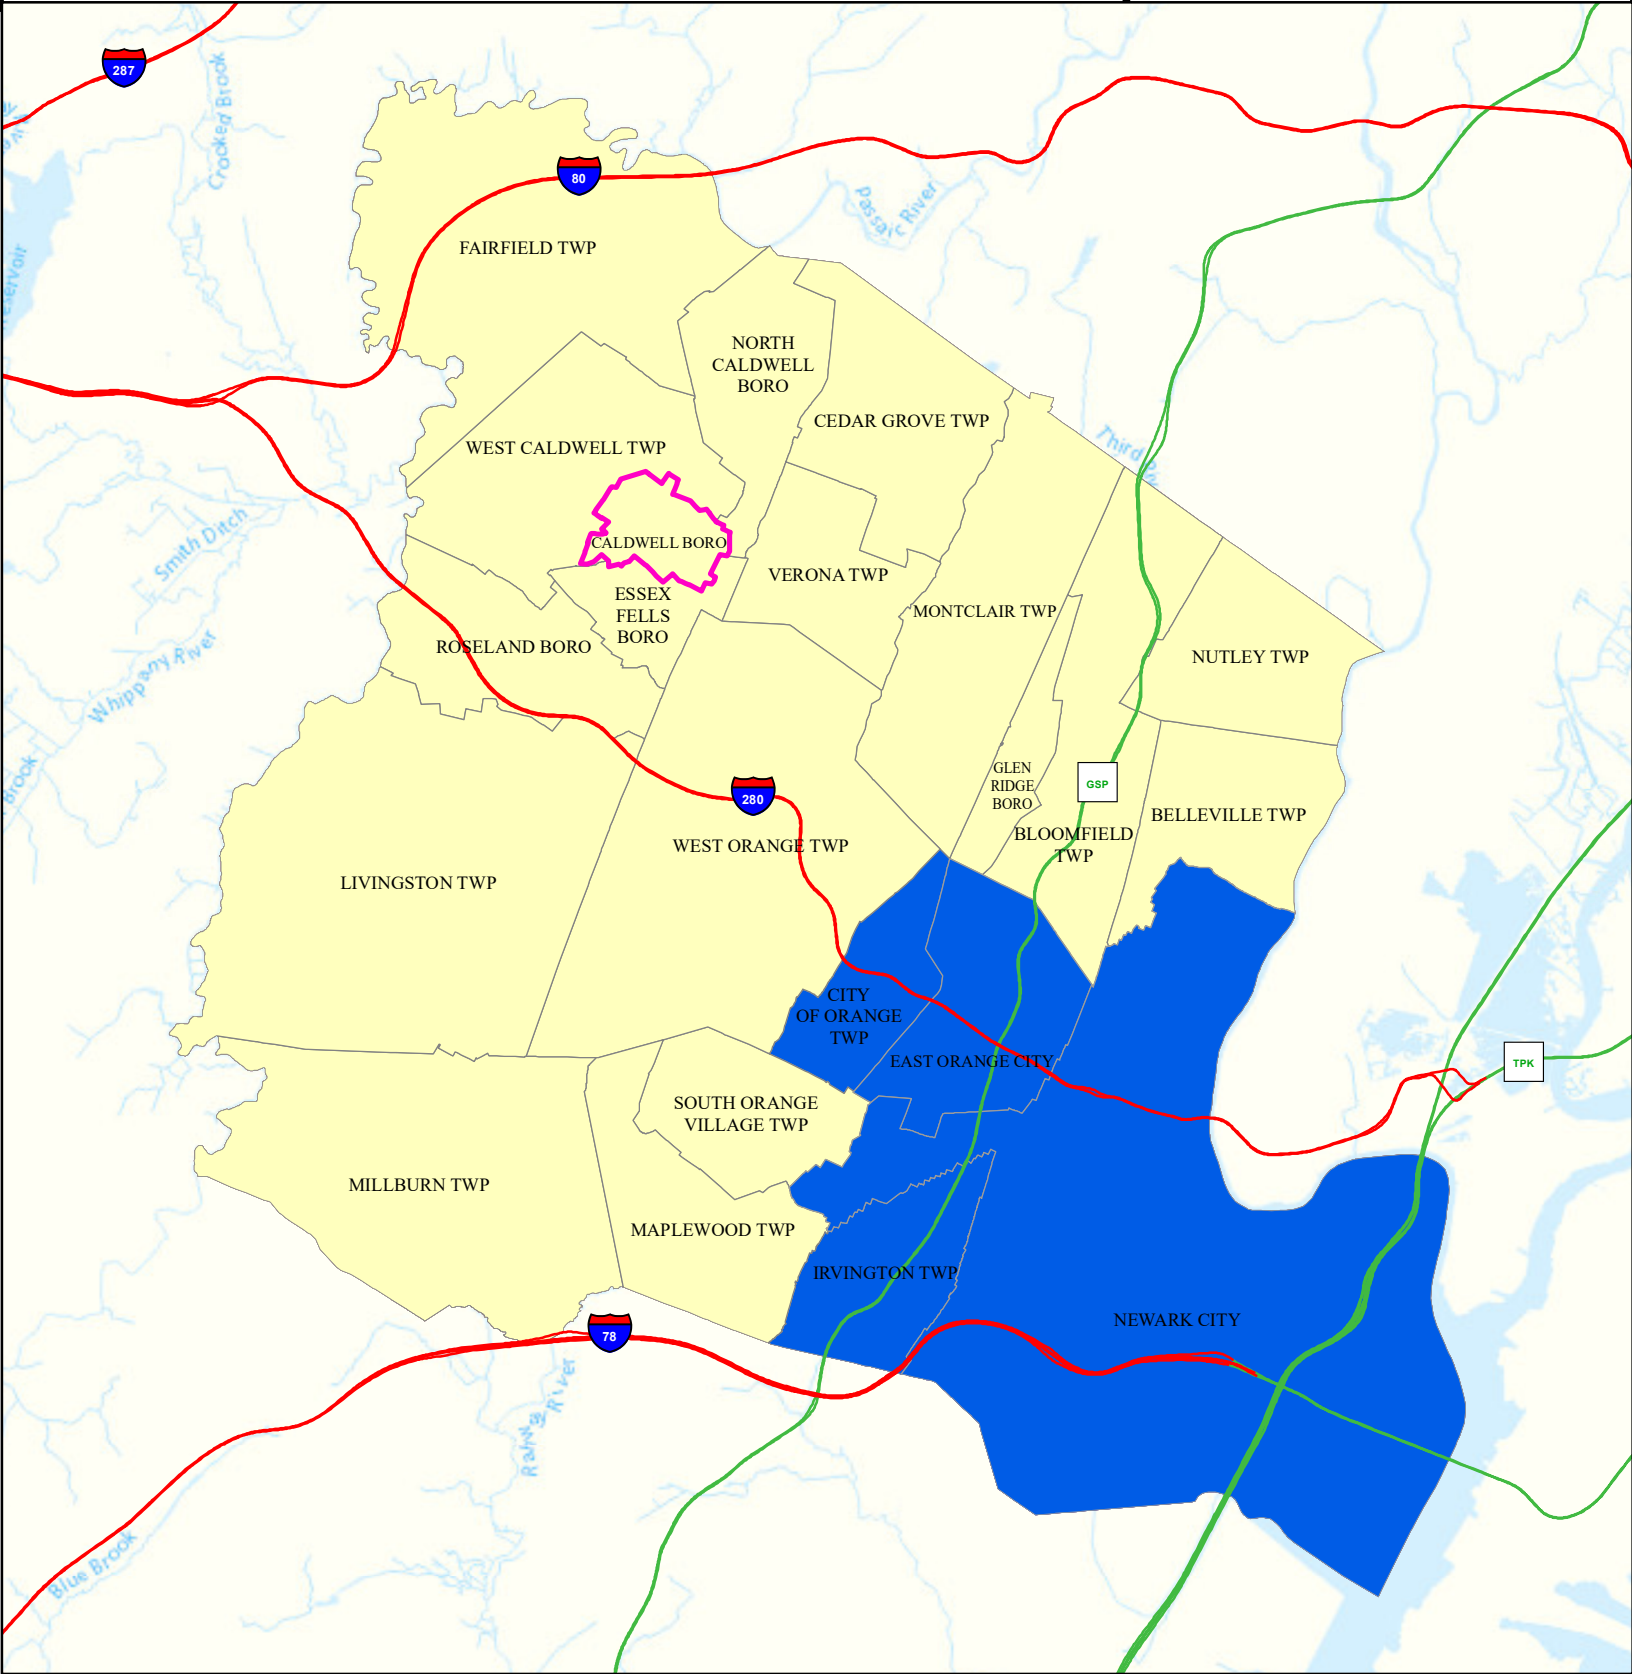 287
Crooked Brook
80
Passaic River
FAIRFIELD TWP
NORTH
CALDWELL
BORO
CEDAR GROVE TWP
WEST CALDWELL TWP
Third
Smith Ditch
CALDWELL BORO
VERONA TWP
ESSEX
FELLS
BORO
MONTCLAIR TWP
ROSELAND BORO
NUTLEY TWP
Whippany River
Brook
GLEN
RIDGE
BORO
GSP
280
BELLEVILLE TWP
BLOOMFIELD
TWP
WEST ORANGE TWP
LIVINGSTON TWP
CITY
OF ORANGE
TWP
EAST ORANGE CITY
TPK
SOUTH ORANGE
VILLAGE TWP
MILLBURN TWP
MAPLEWOOD TWP
IRVINGTON TWP
NEWARK CITY
78
River
Blue Brook